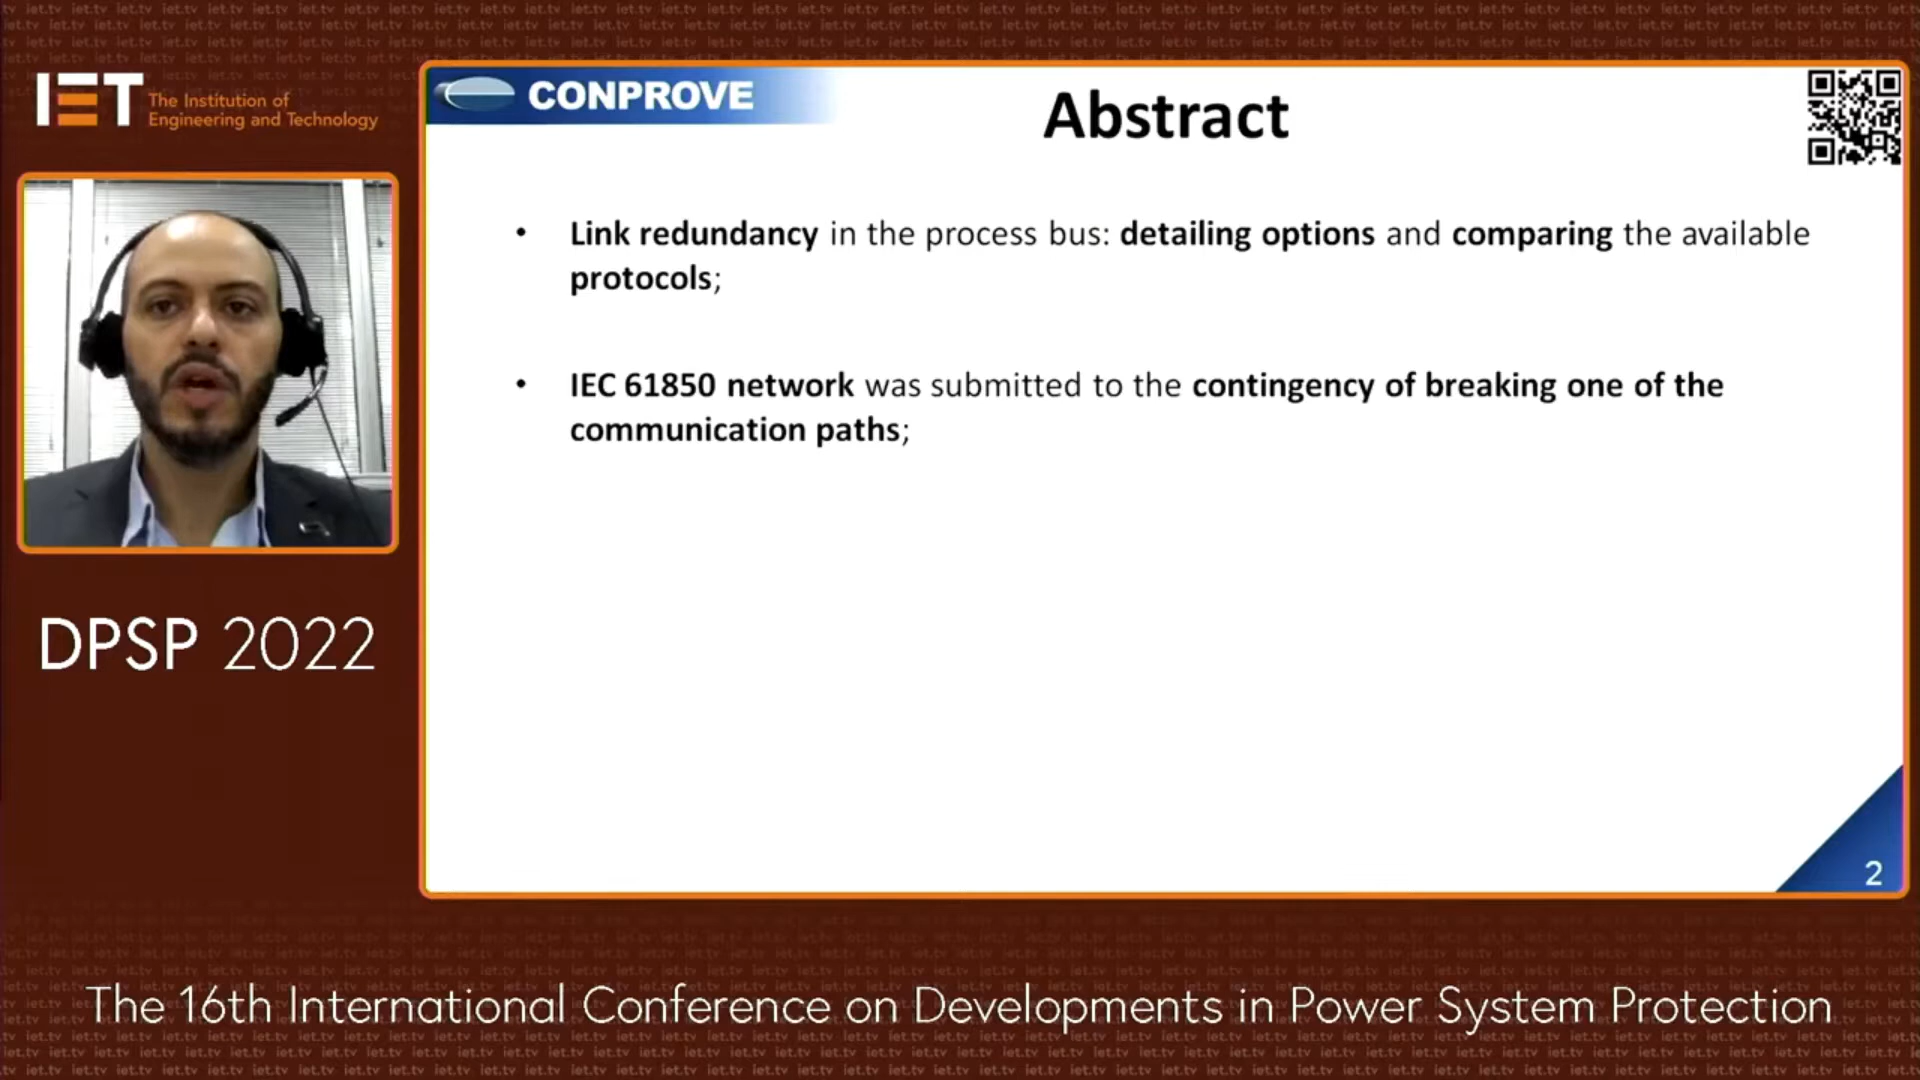 IET The Institution of
Engineering and Technology
CONPROVE
Abstract
• Link redundancy in the process bus: detailing options and comparing the available
protocols;
• IEC 61850 network was submitted to the contingency of breaking one of the
communication paths;
2
DPSP 2022
The 16th International Conference on Developments in Power System Protection
iet.tv